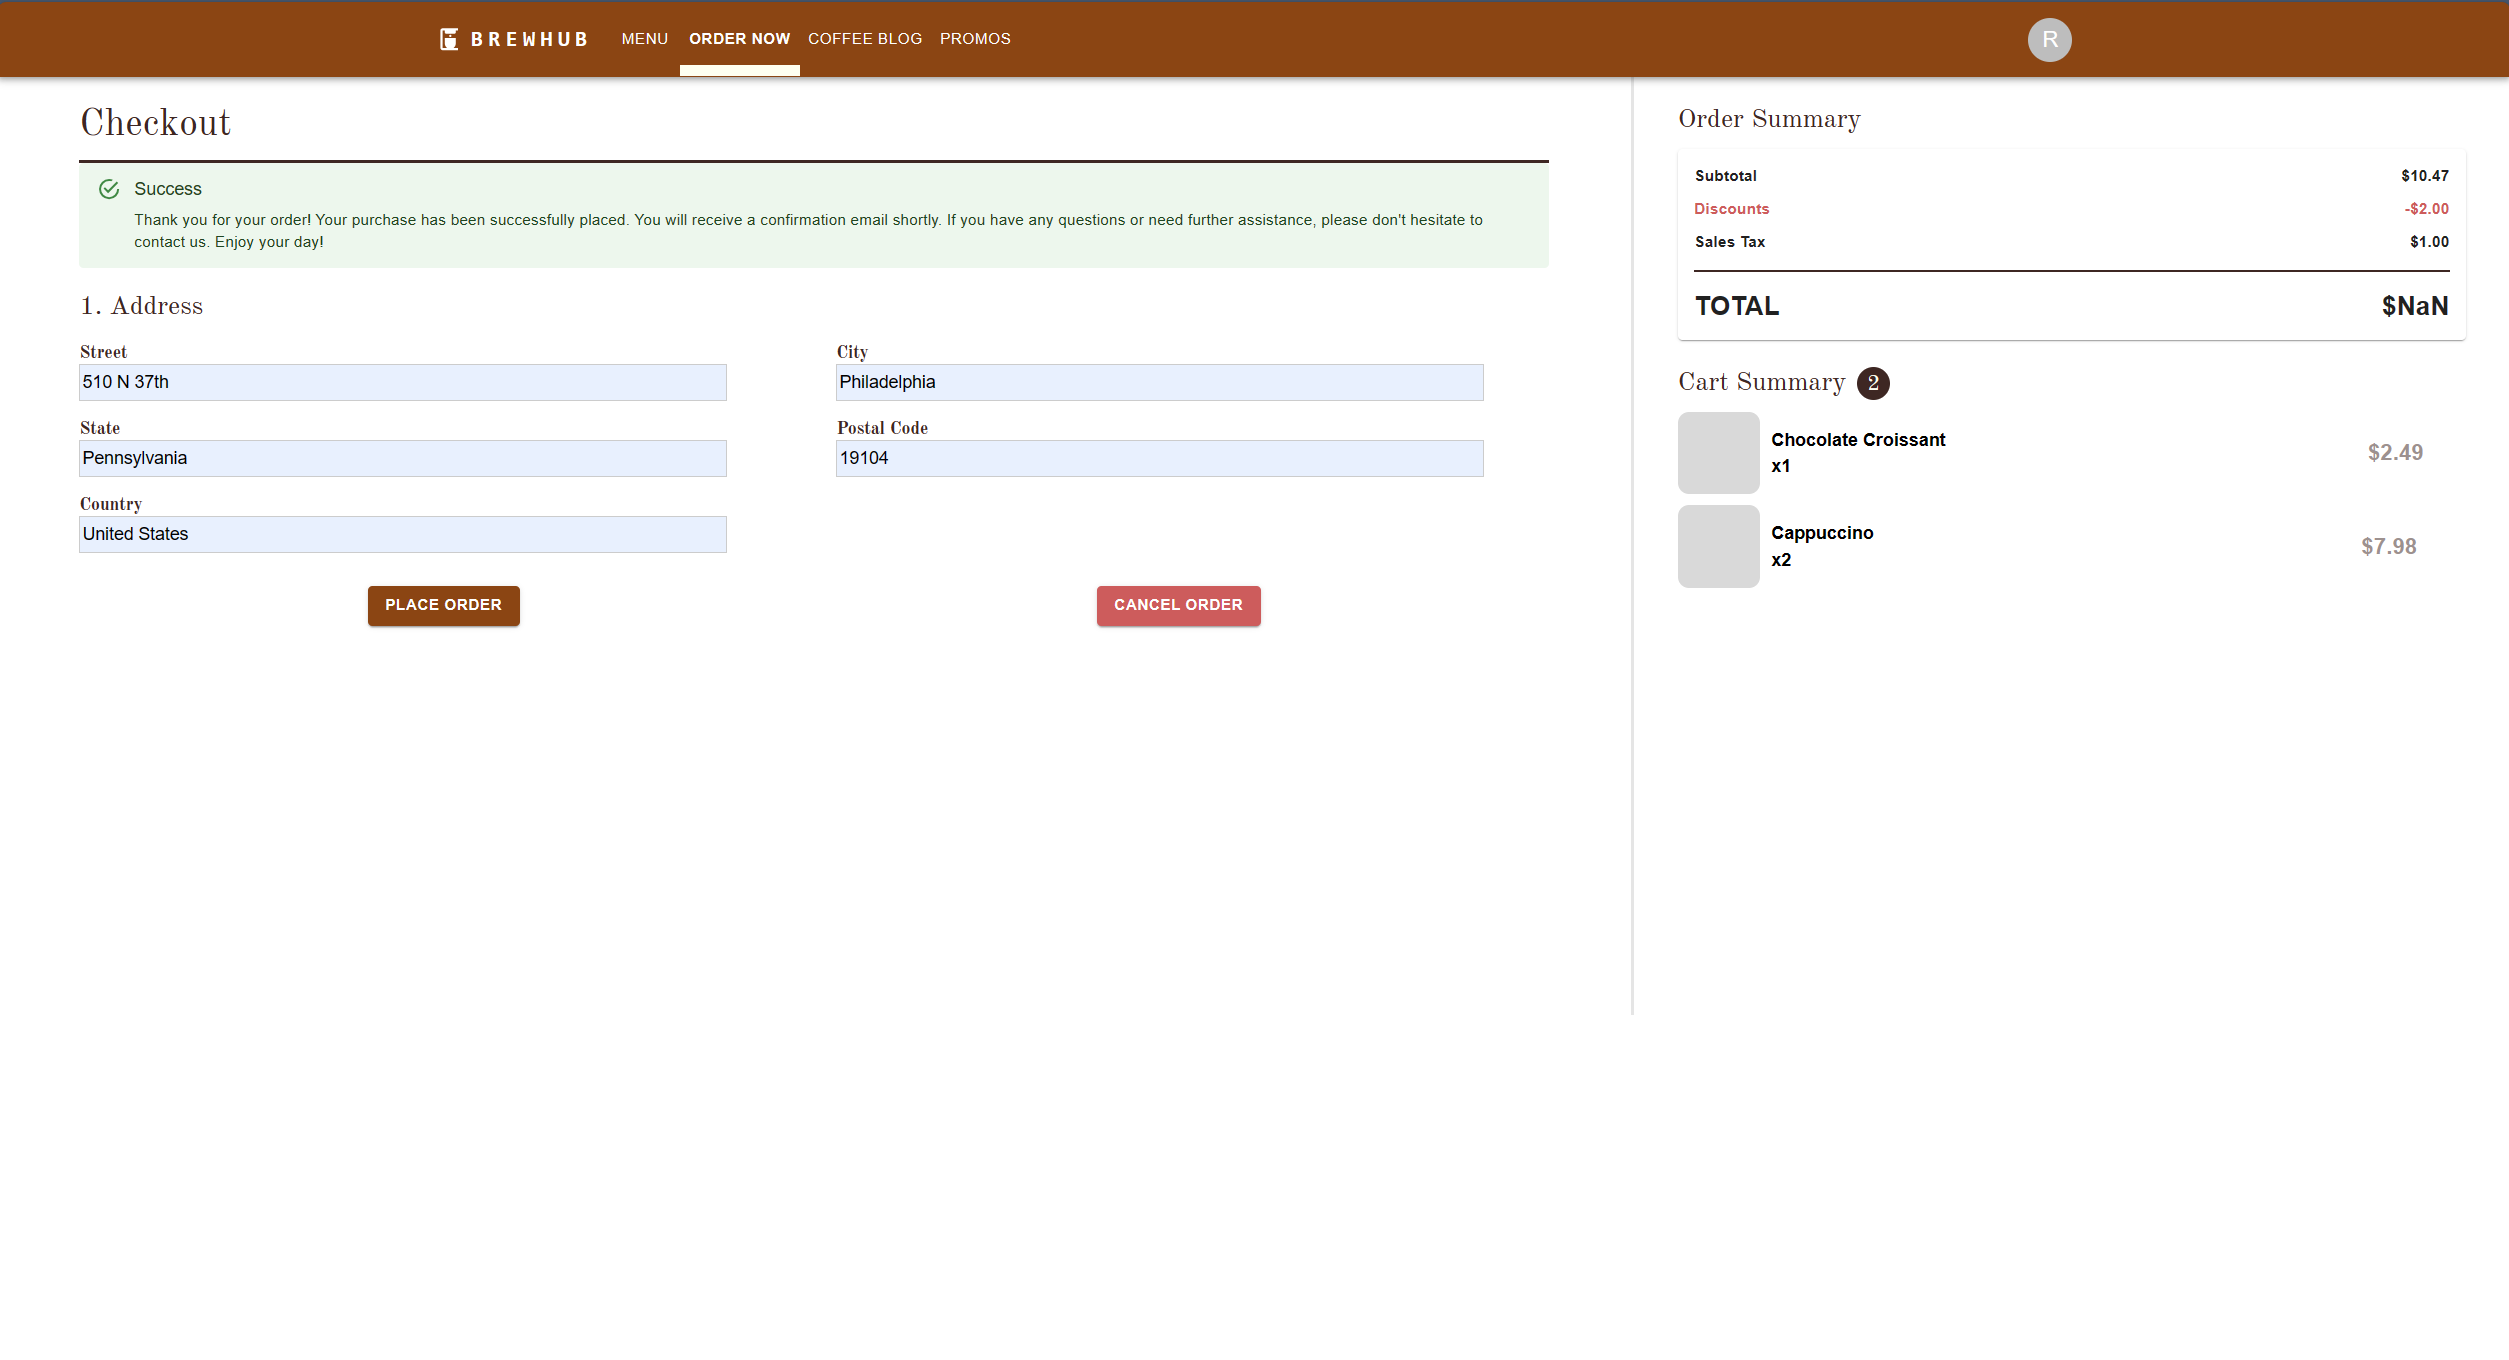 BREWHUB MENU ORDER NOW COFFEE BLOG PROMOS R
Checkout
Success
Thank you for your order! Your purchase has been successfully placed. You will receive a confirmation email shortly. If you have any questions or need further assistance, please don't hesitate to
contact us. Enjoy your day!
1. Address
Street
510 N 37th
City
Philadelphia
State
Pennsylvania
Postal Code
19104
Country
United States
PLACE ORDER
CANCEL ORDER
Order Summary
Subtotal $10.47
Discounts -$2.00
Sales Tax $1.00
TOTAL $NaN
Cart Summary 2
Chocolate Croissant
x1
$2.49
Cappuccino
x2
$7.98